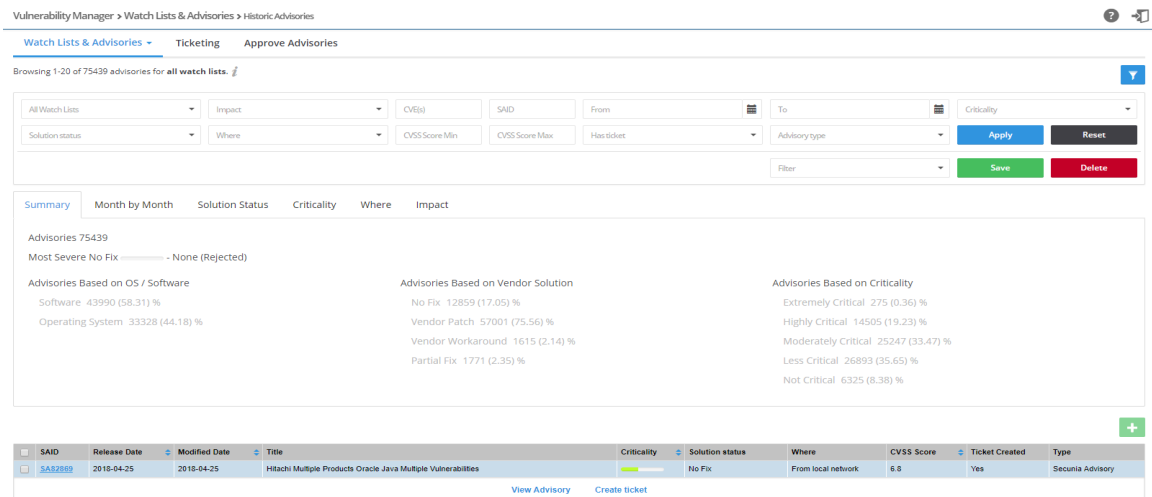 Vulnerability Manager > Watch Lists & Advisories > Historic Advisories
Watch Lists & Advisories Ticketing Approve Advisories
Browsing 1-20 of 75439 advisories for all watch lists.
All Watch Lists Impact CVE(s) SAID From To Criticality
Solution status Where CVSS Score Min CVSS Score Max Has ticket Advisory type Apply Reset
Filter Save Delete
Summary Month by Month Solution Status Criticality Where Impact
Advisories 75439
Most Severe No Fix - None (Rejected)
Advisories Based on OS / Software
Software 43990 (58.31) %
Operating System 33328 (44.18) %
Advisories Based on Vendor Solution
No Fix 12859 (17.05) %
Vendor Patch 57001 (75.56) %
Vendor Workaround 1615 (2.14) %
Partial Fix 1771 (2.35) %
Advisories Based on Criticality
Extremely Critical 275 (0.36) %
Highly Critical 14505 (19.23) %
Moderately Critical 25247 (33.47) %
Less Critical 26893 (35.65) %
Not Critical 6325 (8.38) %
SAID Release Date Modified Date Title Criticality Solution status Where CVSS Score Ticket Created Type
SA82869 2018-04-25 2018-04-25 Hitachi Multiple Products Oracle Java Multiple Vulnerabilities No Fix From local network 6.8 Yes Secunia Advisory
View Advisory Create ticket